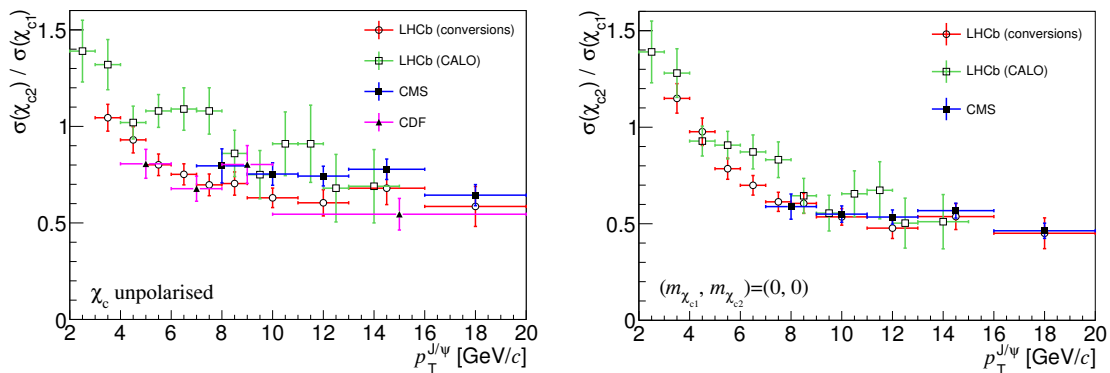 σ(χc2) / σ(χc1)
1.5
1
0.5
0
LHCb (conversions)
LHCb (CALO)
CMS
CDF
χc unpolarised
2 4 6 8 10 12 14 16 18 20
pT^J/ψ [GeV/c]
σ(χc2) / σ(χc1)
1.5
1
0.5
0
LHCb (conversions)
LHCb (CALO)
CMS
(mχc1, mχc2)=(0, 0)
2 4 6 8 10 12 14 16 18 20
pT^J/ψ [GeV/c]